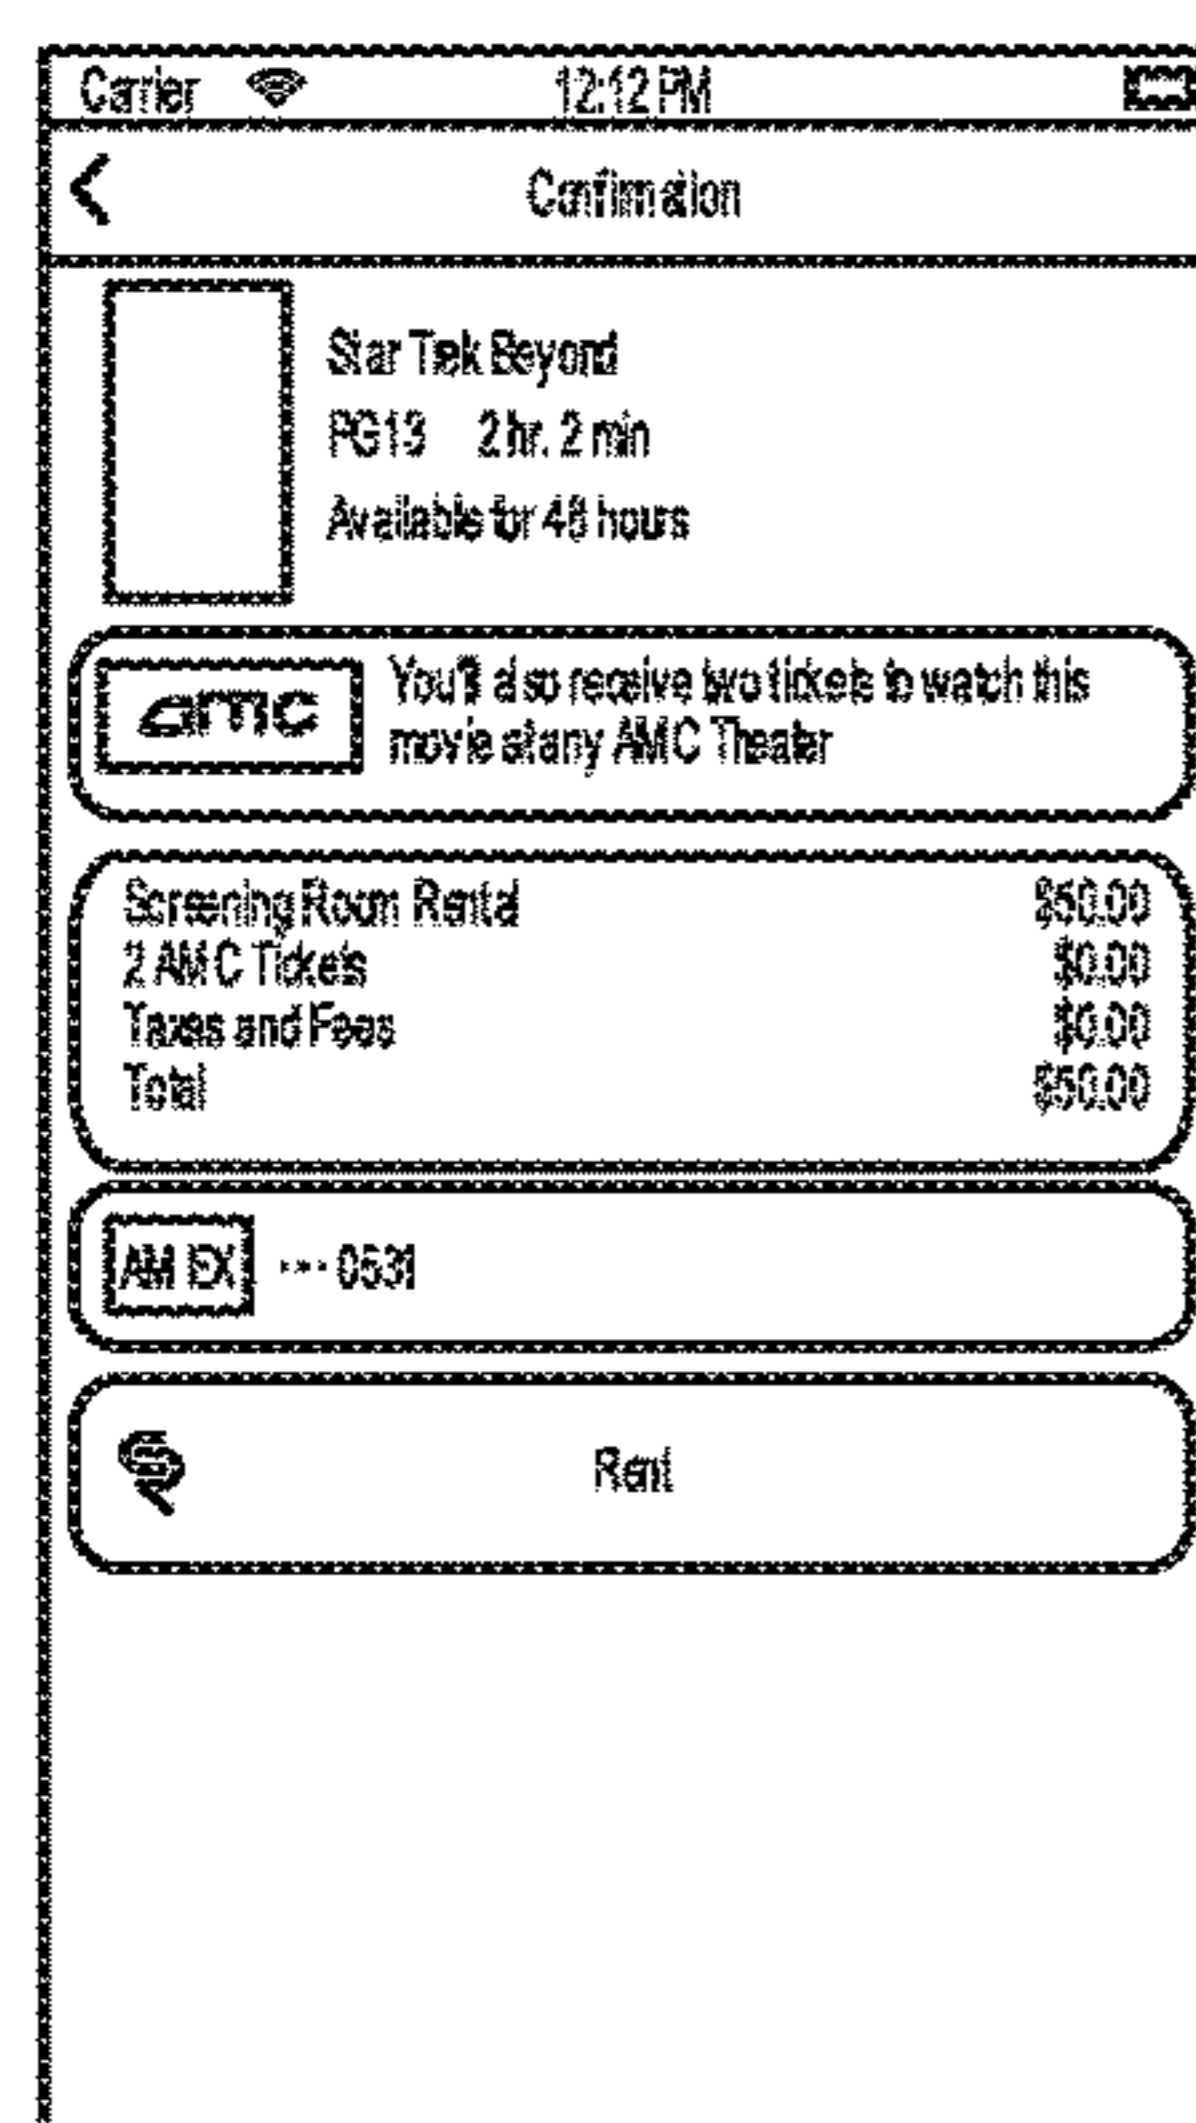 Carrier 12:12 PM
Confirmation
Star Trek Beyond
PG13 2 hr. 2 min
Available for 48 hours
amc
You'll also receive two tickets to watch this
movie at any AMC Theater
Screening Room Rental $50.00
2 AMC Tickets $0.00
Taxes and Fees $0.00
Total $50.00
AMEX ··· 0531
Rent